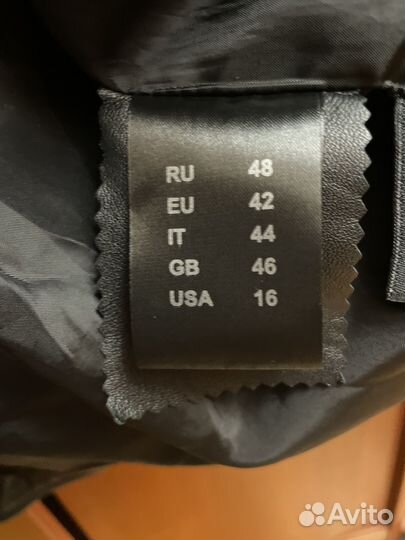 RU 48
EU 42
IT 44
GB 46
USA 16
Avito